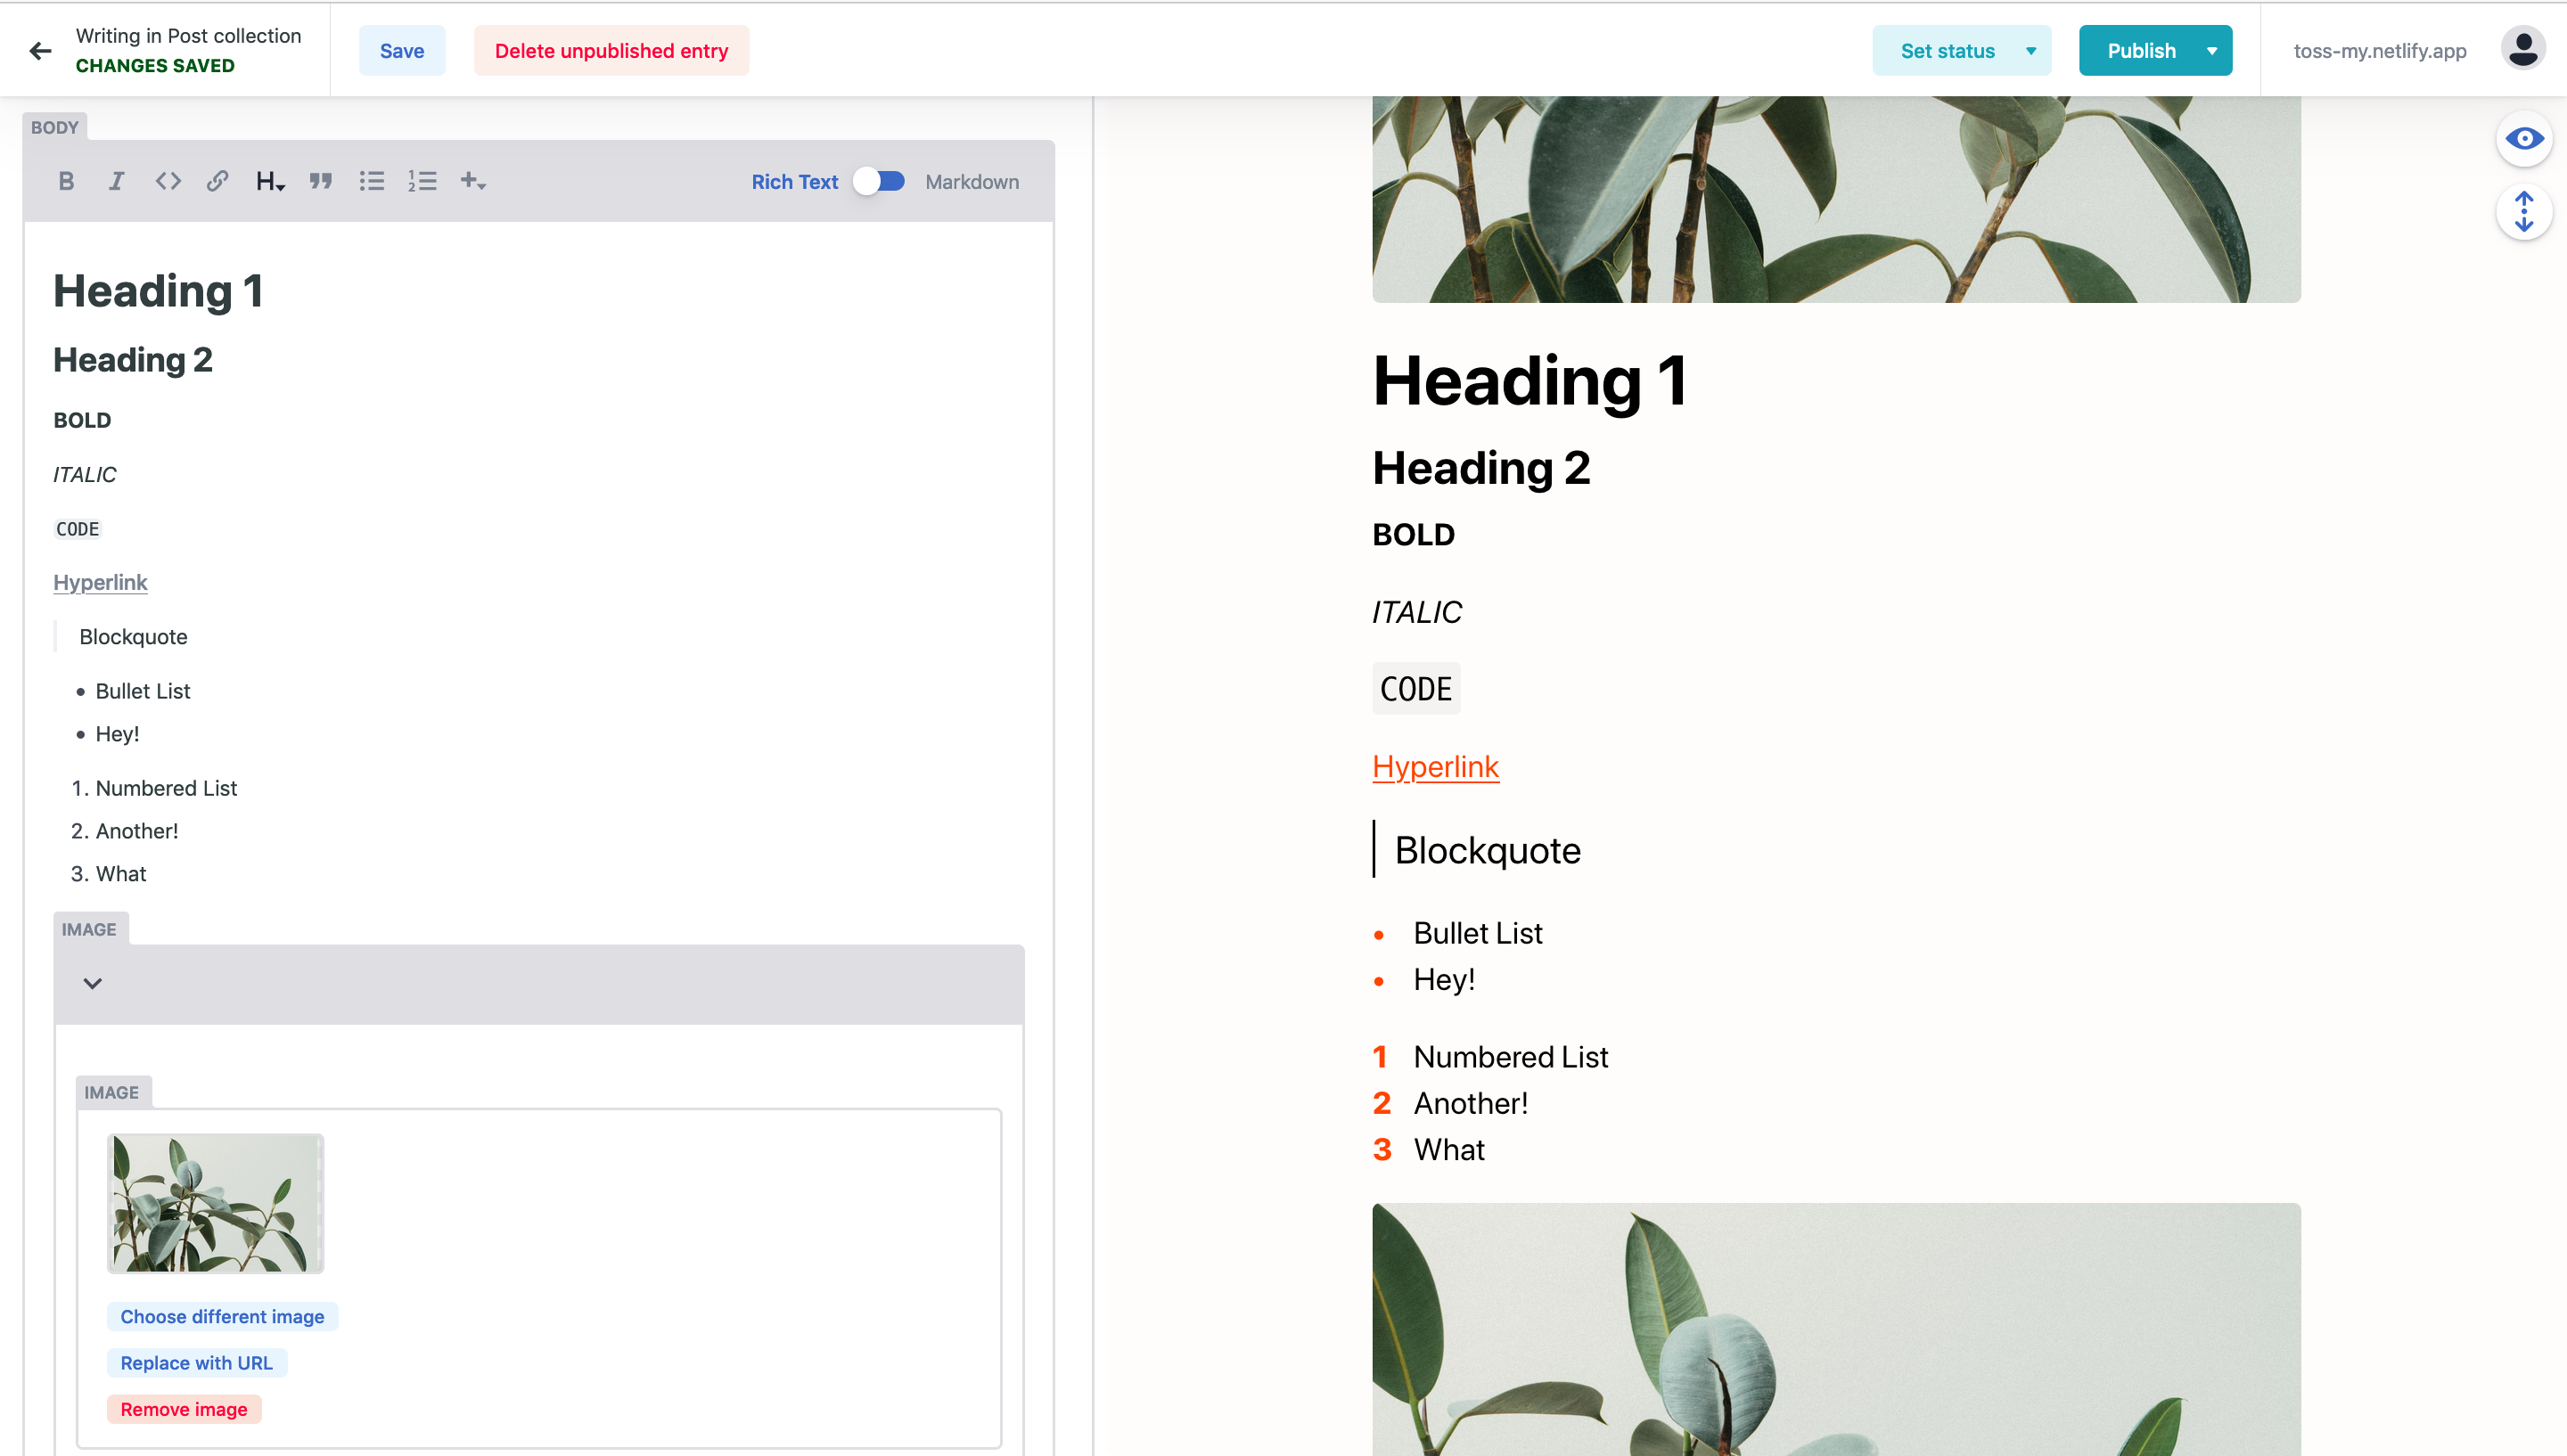 Writing in Post collection
CHANGES SAVED
Save
Delete unpublished entry
Set status
Publish
toss-my.netlify.app
BODY
B I <> H
Rich Text
Markdown
Heading 1
Heading 2
BOLD
ITALIC
CODE
Hyperlink
Blockquote
• Bullet List
• Hey!
1. Numbered List
2. Another!
3. What
IMAGE
IMAGE
Choose different image
Replace with URL
Remove image
Heading 1
Heading 2
BOLD
ITALIC
CODE
Hyperlink
Blockquote
• Bullet List
• Hey!
1 Numbered List
2 Another!
3 What